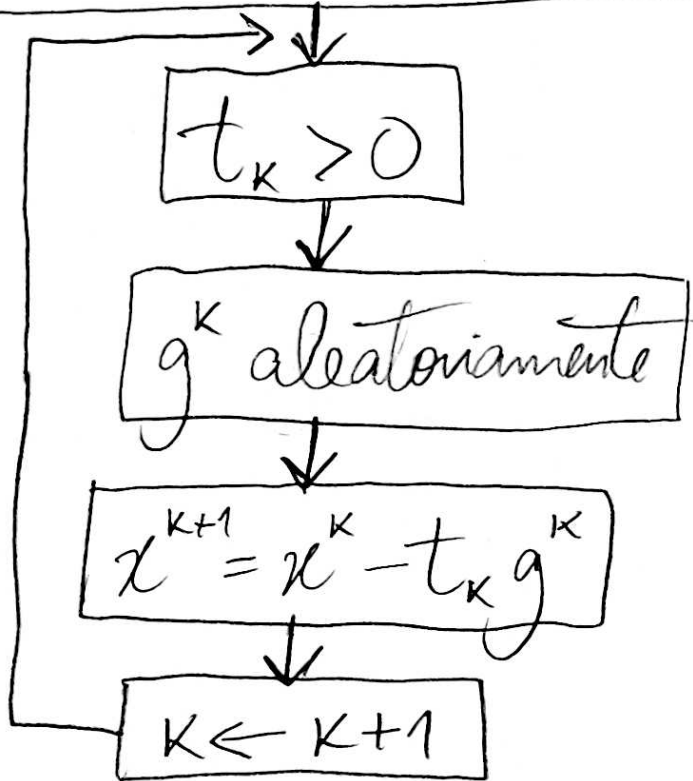 t_K > 0
g^K aleatoriamente
x^{K+1} = x^K - t_K g^K
K ← K+1